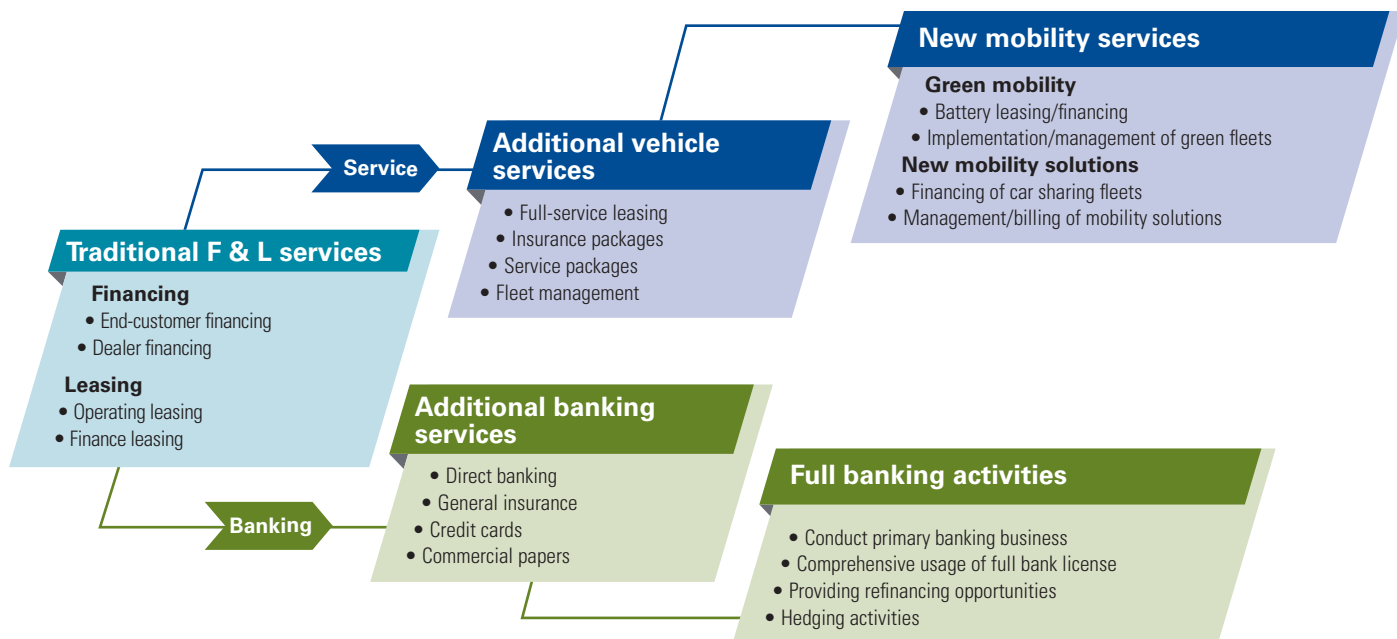 Traditional F & L services
Financing
• End-customer financing
• Dealer financing
Leasing
• Operating leasing
• Finance leasing
Service
Additional vehicle
services
• Full-service leasing
• Insurance packages
• Service packages
• Fleet management
New mobility services
Green mobility
• Battery leasing/financing
• Implementation/management of green fleets
New mobility solutions
• Financing of car sharing fleets
• Management/billing of mobility solutions
Banking
Additional banking
services
• Direct banking
• General insurance
• Credit cards
• Commercial papers
Full banking activities
• Conduct primary banking business
• Comprehensive usage of full bank license
• Providing refinancing opportunities
• Hedging activities